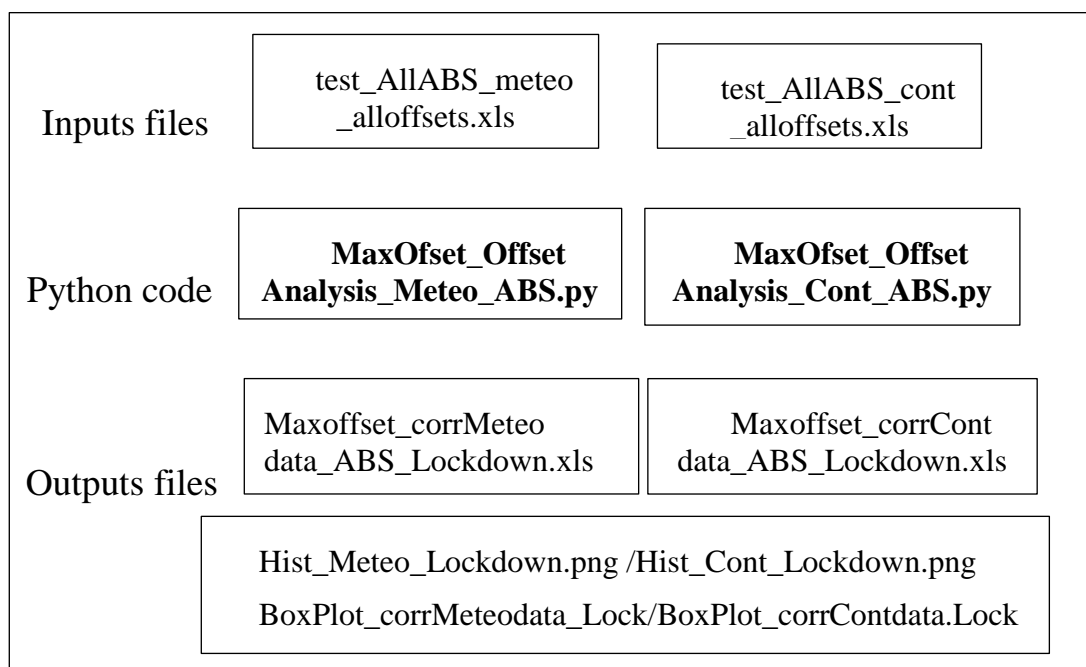 test_AllABS_meteo
_alloffsets.xls
test_AllABS_cont
_alloffsets.xls
Inputs files
MaxOfset_Offset
Analysis_Meteo_ABS.py
MaxOfset_Offset
Analysis_Cont_ABS.py
Python code
Maxoffset_corrMeteo
data_ABS_Lockdown.xls
Maxoffset_corrCont
data_ABS_Lockdown.xls
Outputs files
Hist_Meteo_Lockdown.png /Hist_Cont_Lockdown.png
BoxPlot_corrMeteodata_Lock/BoxPlot_corrContdata.Lock